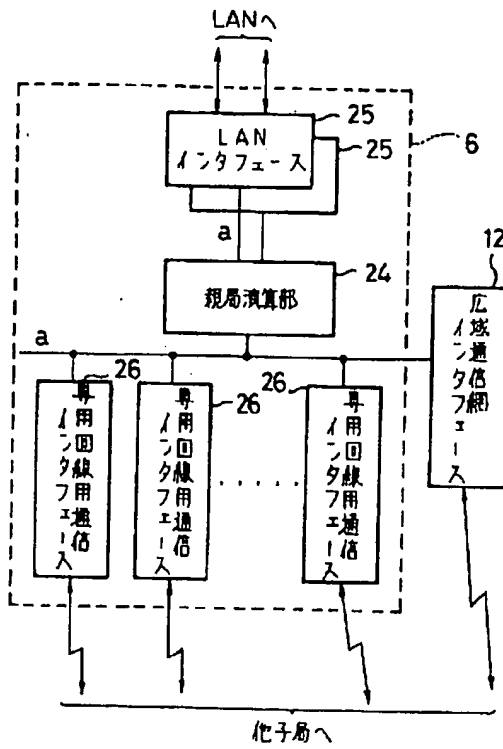 LANへ
25
LAN
インタフェース
25
6
a
24
親局演算部
12
広域通信網
インタフェース
a
26
専用回線用通信
インタフェース
26
専用回線用通信
インタフェース
26
専用回線用通信
インタフェース
他子局へ